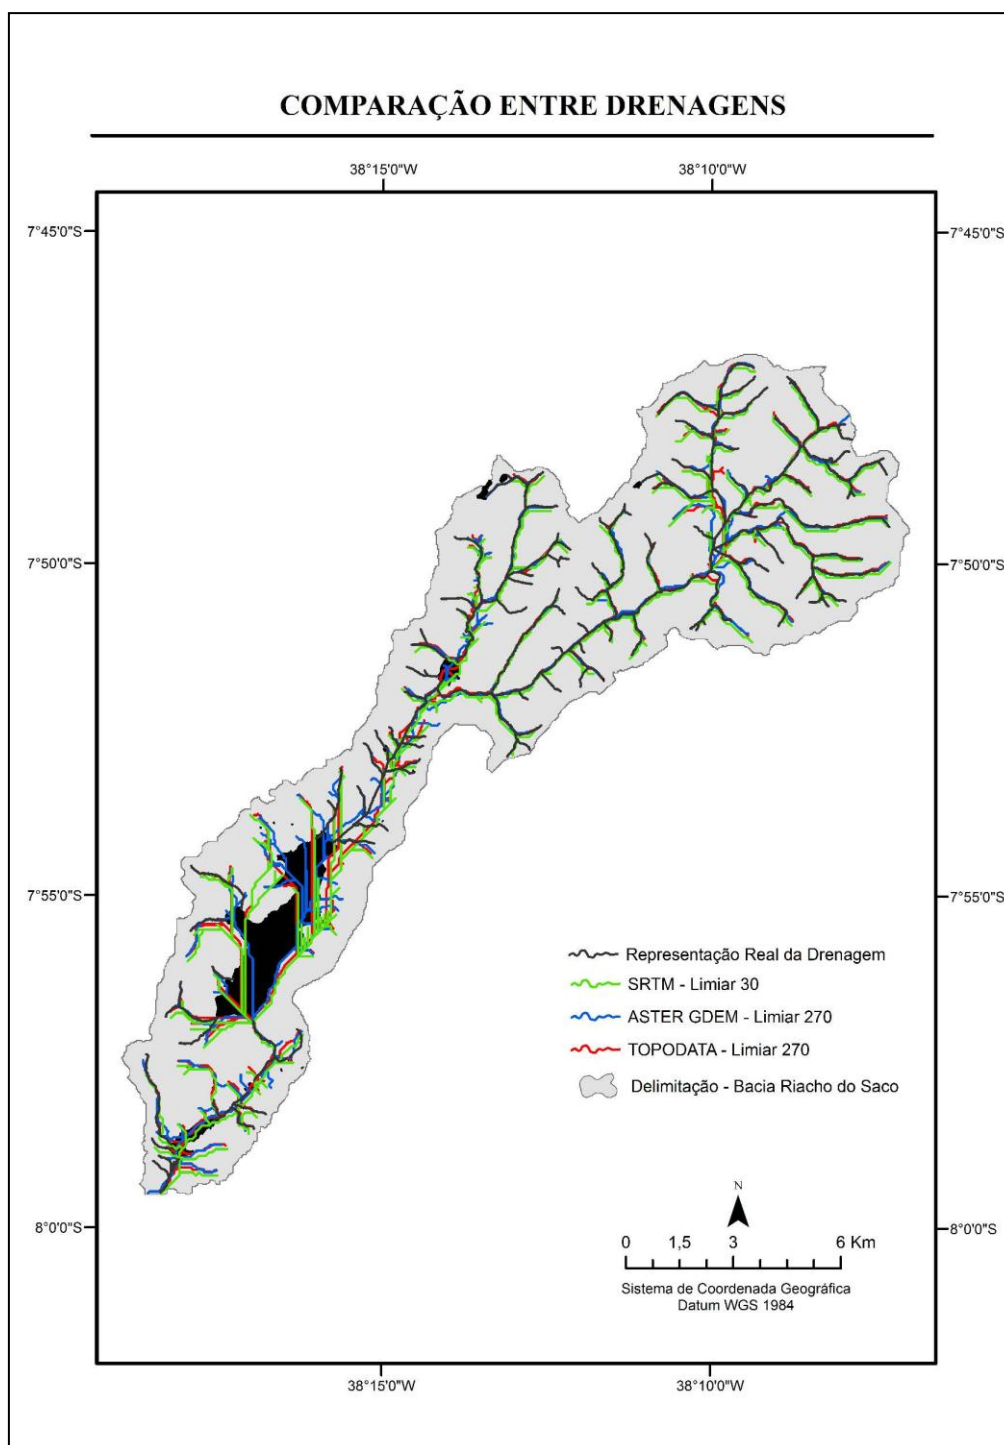 COMPARAÇÃO ENTRE DRENAGENS
38°15'0"W
38°10'0"W
7°45'0"S
7°45'0"S
7°50'0"S
7°50'0"S
7°55'0"S
7°55'0"S
Representação Real da Drenagem
SRTM - Limiar 30
ASTER GDEM - Limiar 270
TOPODATA - Limiar 270
Delimitação - Bacia Riacho do Saco
N
8°0'0"S
8°0'0"S
0 1,5 3 6 Km
Sistema de Coordenada Geográfica
Datum WGS 1984
38°15'0"W
38°10'0"W